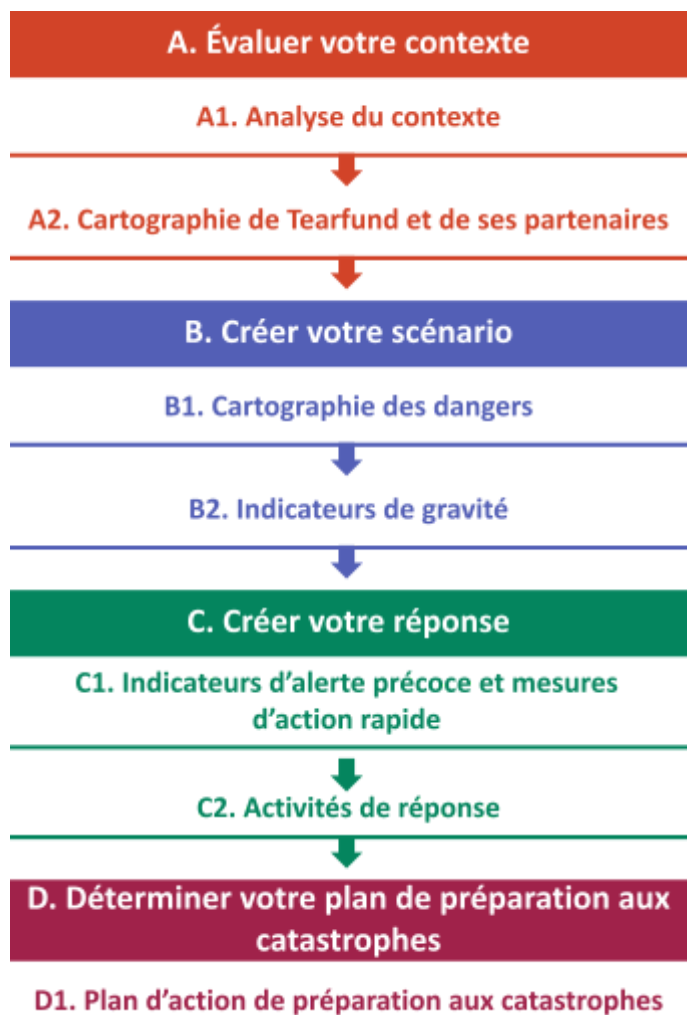 A. Évaluer votre contexte
A1. Analyse du contexte
A2. Cartographie de Tearfund et de ses partenaires
B. Créer votre scénario
B1. Cartographie des dangers
B2. Indicateurs de gravité
C. Créer votre réponse
C1. Indicateurs d’alerte précoce et mesures
d’action rapide
C2. Activités de réponse
D. Déterminer votre plan de préparation aux
catastrophes
D1. Plan d’action de préparation aux catastrophes